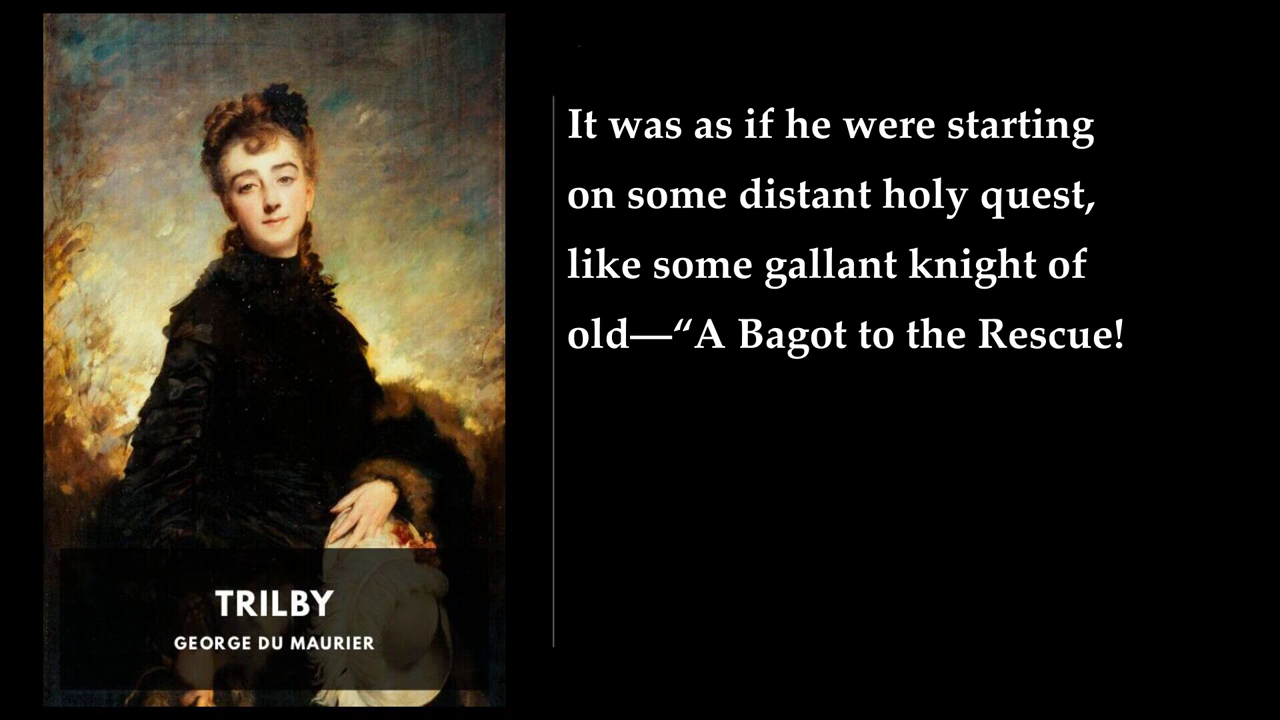 It was as if he were starting
on some distant holy quest,
like some gallant knight of
old—“A Bagot to the Rescue!
TRILBY
GEORGE DU MAURIER